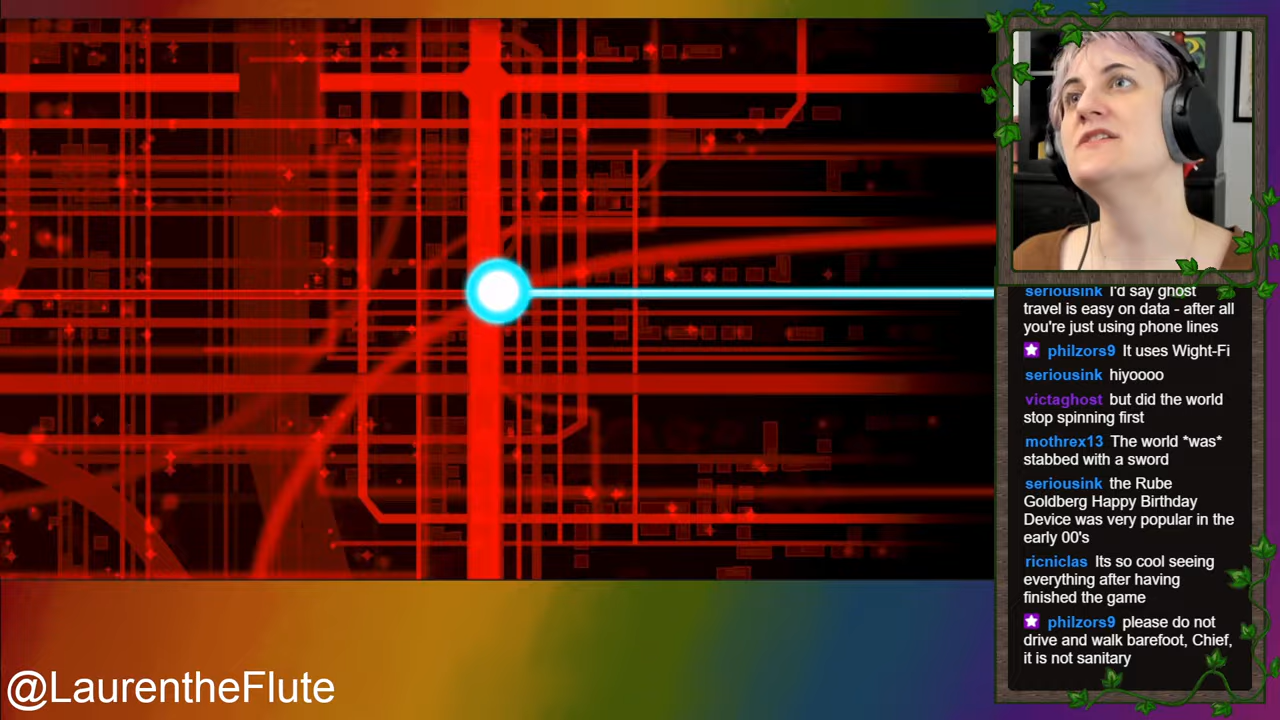 seriousink I'd say ghost
travel is easy on data - after all
you're just using phone lines
philzors9 It uses Wight-Fi
seriousink hiyoooo
victaghost but did the world
stop spinning first
mothrex13 The world *was*
stabbed with a sword
seriousink the Rube
Goldberg Happy Birthday
Device was very popular in the
early 00's
ricniclas Its so cool seeing
everything after having
finished the game
philzors9 please do not
drive and walk barefoot, Chief,
it is not sanitary
@LaurentheFlute